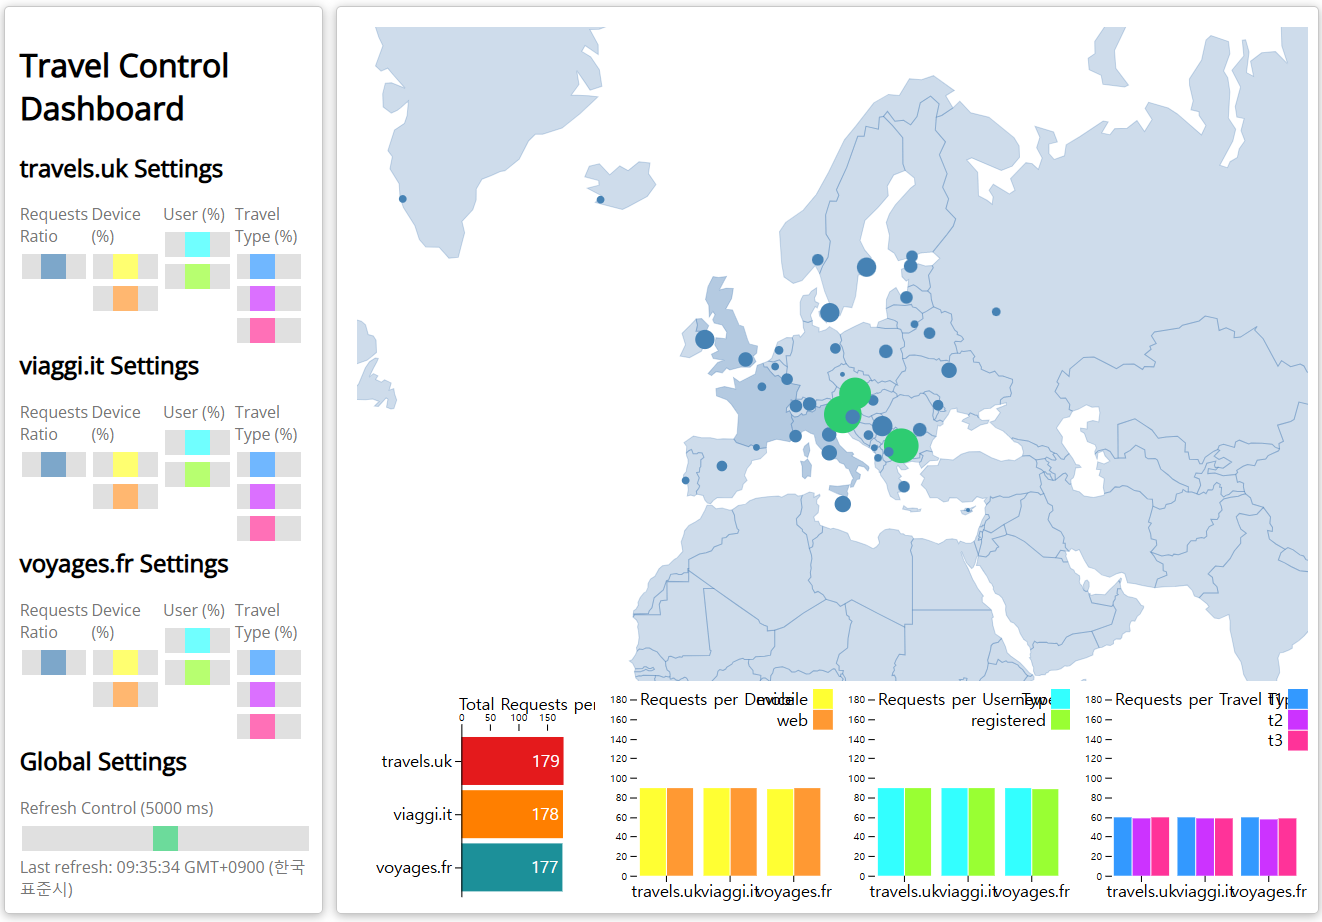 Travel Control
Dashboard
travels.uk Settings
Requests Ratio
Device (%)
User (%)
Travel Type (%)
viaggi.it Settings
Requests Ratio
Device (%)
User (%)
Travel Type (%)
voyages.fr Settings
Requests Ratio
Device (%)
User (%)
Travel Type (%)
Global Settings
Refresh Control (5000 ms)
Last refresh: 09:35:34 GMT+0900 (한국
표준시)
Total Requests per
0 50 100 150
travels.uk 179
viaggi.it 178
voyages.fr 177
Requests per Device
mobile
web
180
160
140
120
100
80
60
40
20
0
travels.uk viaggi.it voyages.fr
Requests per User Type
new
registered
180
160
140
120
100
80
60
40
20
0
travels.uk viaggi.it voyages.fr
Requests per Travel Type
t1
t2
t3
180
160
140
120
100
80
60
40
20
0
travels.uk viaggi.it voyages.fr